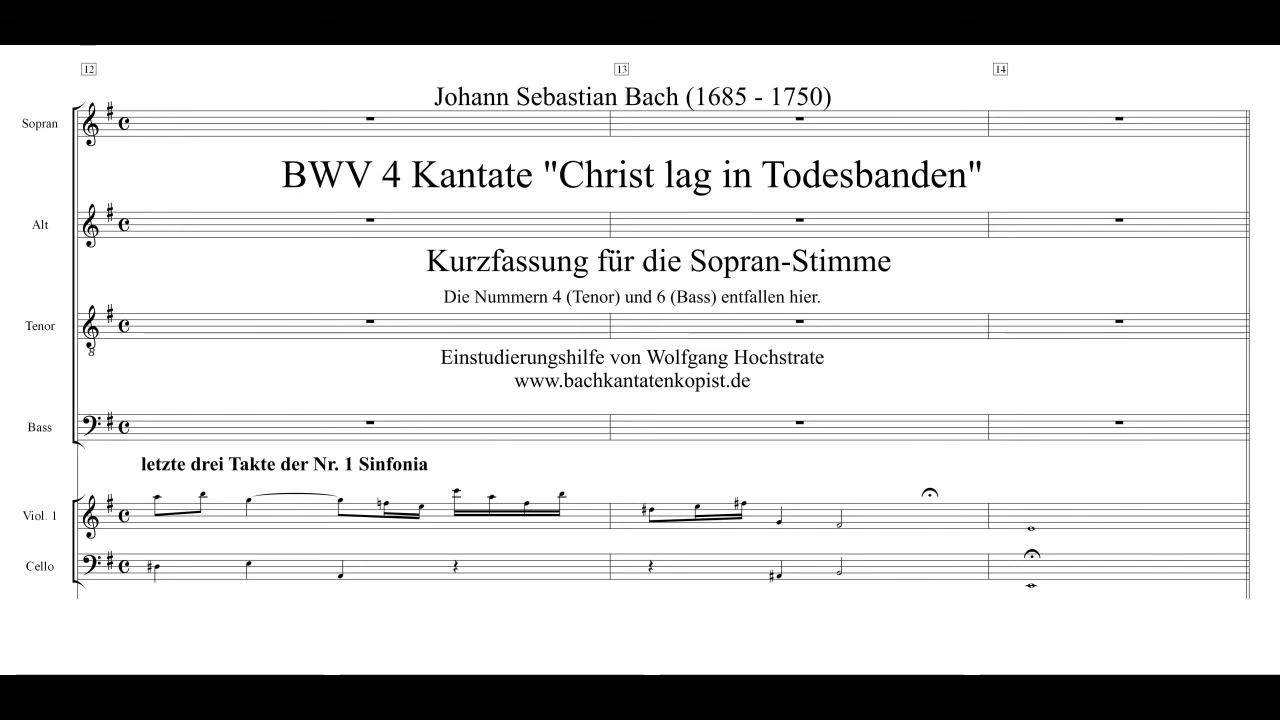 12 13 14
Johann Sebastian Bach (1685 - 1750)
Sopran
BWV 4 Kantate "Christ lag in Todesbanden"
Alt
Kurzfassung für die Sopran-Stimme
Die Nummern 4 (Tenor) und 6 (Bass) entfallen hier.
Tenor
8
Einstudierungshilfe von Wolfgang Hochstrate
www.bachkantatenkopist.de
Bass
letzte drei Takte der Nr. 1 Sinfonia
Viol. 1
Cello